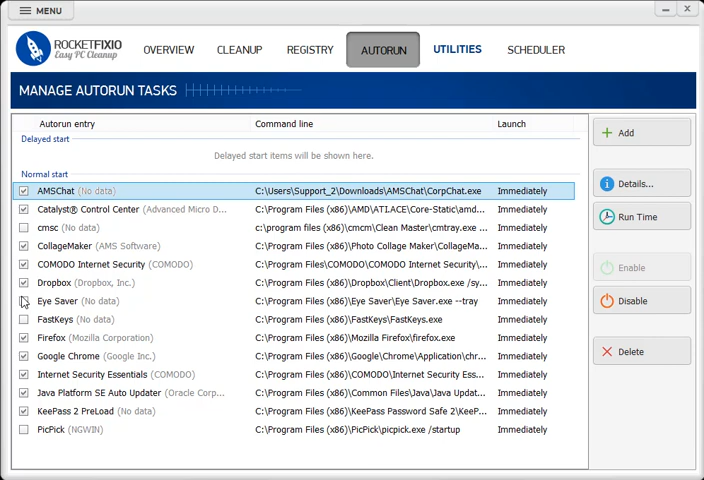 MENU
ROCKETFIXIO
Easy PC Cleanup
OVERVIEW CLEANUP REGISTRY AUTORUN UTILITIES SCHEDULER
MANAGE AUTORUN TASKS
Autorun entry Command line Launch
Delayed start
Delayed start items will be shown here.
Normal start
AMSChat (No data) C:\Users\Support_2\Downloads\AMSChat\CorpChat.exe Immediately
Catalyst® Control Center (Advanced Micro D... C:\Program Files (x86)\AMD\ATI.ACE\Core-Static\amd... Immediately
cmsc (No data) c:\program files (x86)\cmcm\Clean Master\cmtray.exe ... Immediately
CollageMaker (AMS Software) C:\Program Files (x86)\Photo Collage Maker\CollageMa... Immediately
COMODO Internet Security (COMODO) C:\Program Files (x86)\COMODO\COMODO Internet Security\... Immediately
Dropbox (Dropbox, Inc.) C:\Program Files (x86)\Dropbox\Client\Dropbox.exe /sy... Immediately
Eye Saver (No data) C:\Program Files (x86)\Eye Saver\Eye Saver.exe --tray Immediately
FastKeys (No data) C:\Program Files (x86)\FastKeys\FastKeys.exe Immediately
Firefox (Mozilla Corporation) C:\Program Files (x86)\Mozilla Firefox\firefox.exe Immediately
Google Chrome (Google Inc.) C:\Program Files (x86)\Google\Chrome\Application\chr... Immediately
Internet Security Essentials (COMODO) C:\Program Files (x86)\COMODO\Internet Security Ess... Immediately
Java Platform SE Auto Updater (Oracle Corp... C:\Program Files (x86)\Common Files\Java\Java Updat... Immediately
KeePass 2 PreLoad (No data) C:\Program Files (x86)\KeePass Password Safe 2\KeeP... Immediately
PicPick (NGWIN) C:\Program Files (x86)\PicPick\picpick.exe /startup Immediately
Add
Details...
Run Time
Enable
Disable
Delete